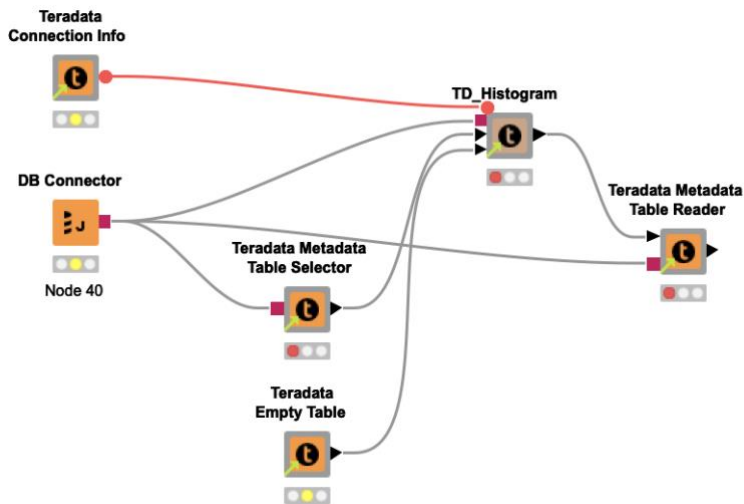 Teradata
Connection Info
TD_Histogram
DB Connector
J
Node 40
Teradata Metadata
Table Reader
Teradata Metadata
Table Selector
Teradata
Empty Table
t
t
t
t
t